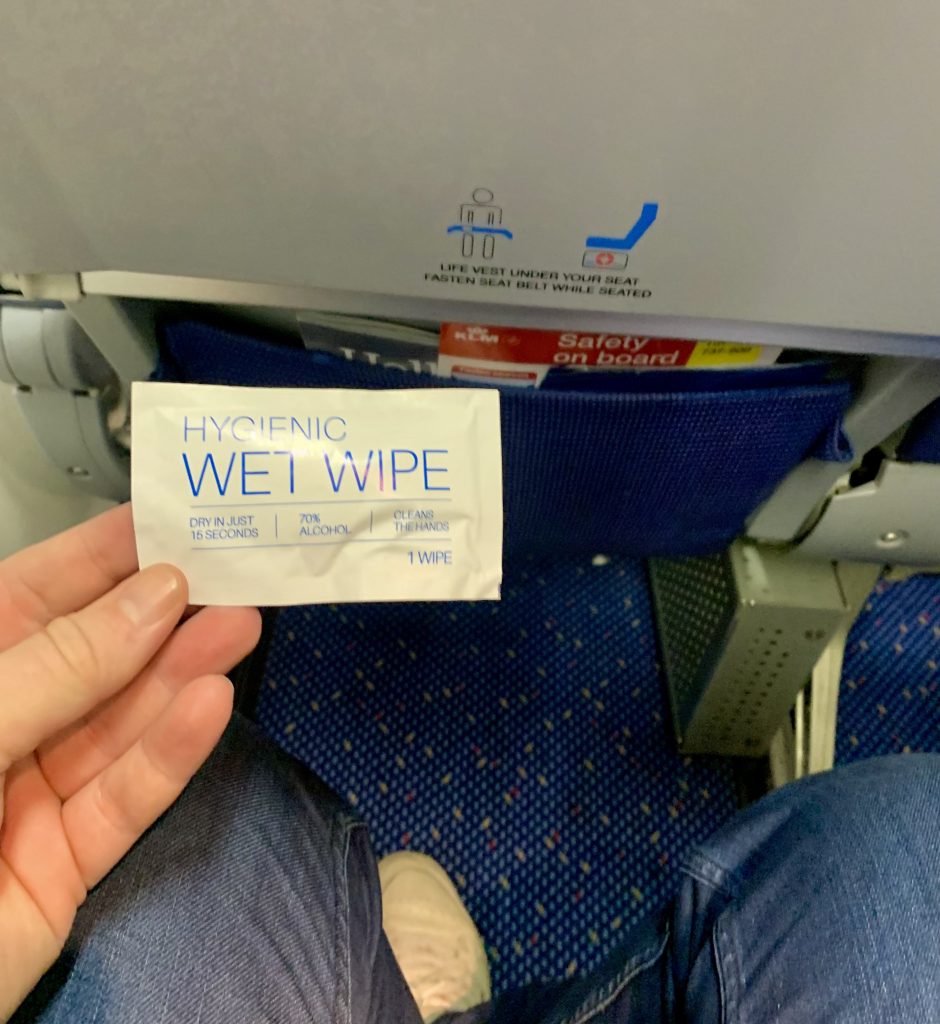 LIFE VEST UNDER YOUR SEAT
FASTEN SEAT BELT WHILE SEATED
KLM
Safety
on board
HYGIENIC
WET WIPE
DRY IN JUST
15 SECONDS
70%
ALCOHOL
CLEANS
THE HANDS
1 WIPE